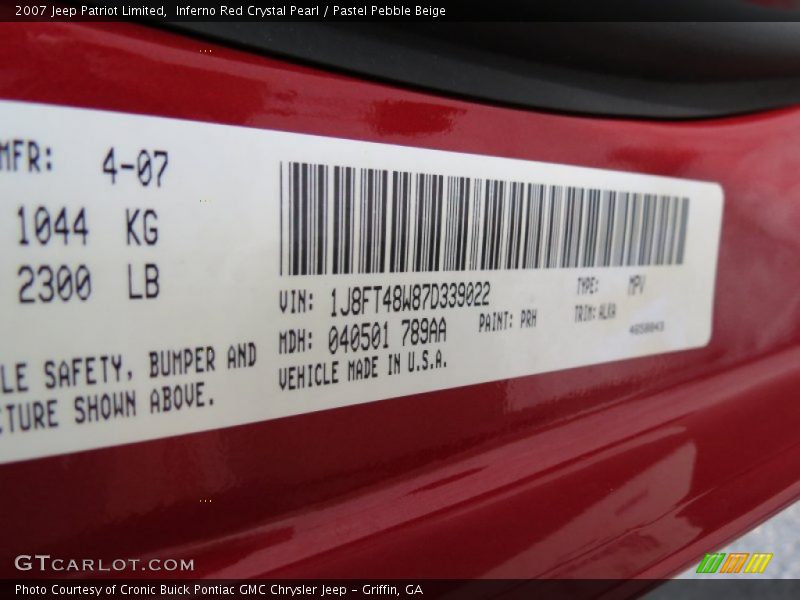 2007 Jeep Patriot Limited,  Inferno Red Crystal Pearl / Pastel Pebble Beige
MFR: 4-07
1044 KG
2300 LB
VIN: 1J8FT48W87D339022
TYPE: MPV
MDH: 040501 789AA
PAINT: PRH
TRIM: ALKA
VEHICLE MADE IN U.S.A.
LE SAFETY, BUMPER AND
CTURE SHOWN ABOVE.
GTCARLOT.COM
Photo Courtesy of Cronic Buick Pontiac GMC Chrysler Jeep - Griffin, GA